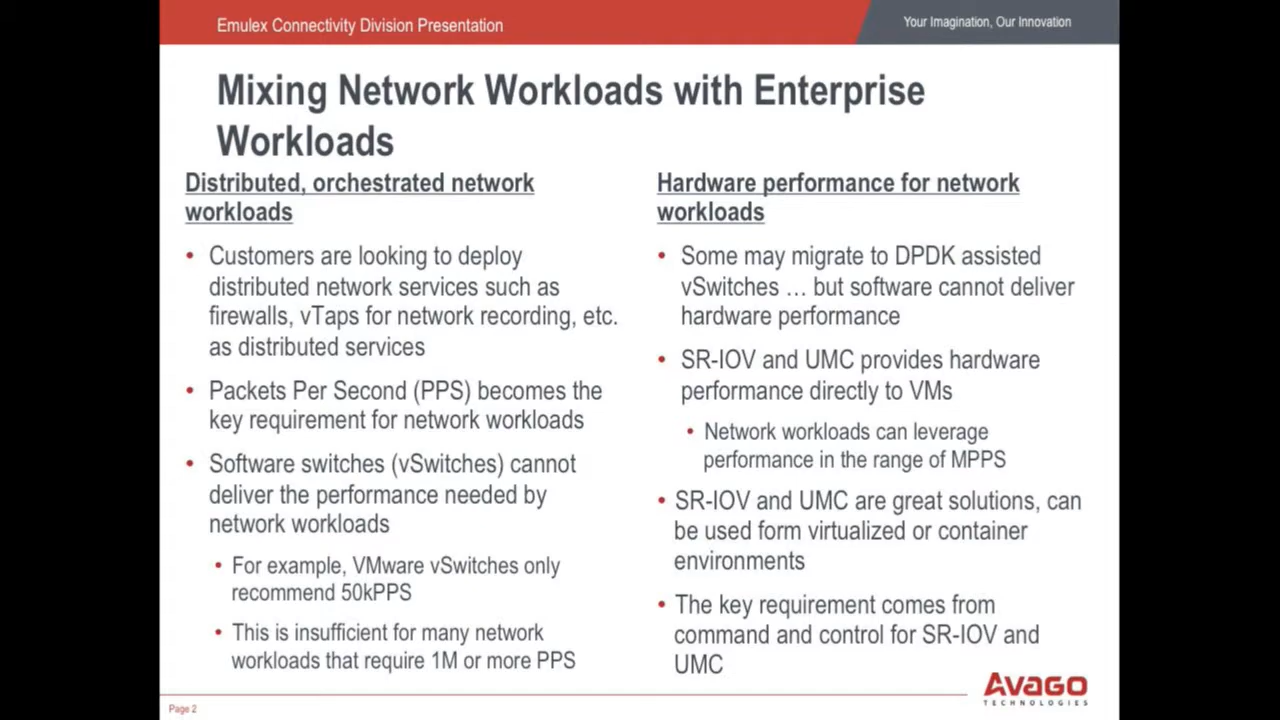 Emulex Connectivity Division Presentation
Your Imagination, Our Innovation
Mixing Network Workloads with Enterprise
Workloads
Distributed, orchestrated network
workloads
• Customers are looking to deploy
distributed network services such as
firewalls, vTaps for network recording, etc.
as distributed services
• Packets Per Second (PPS) becomes the
key requirement for network workloads
• Software switches (vSwitches) cannot
deliver the performance needed by
network workloads
• For example, VMware vSwitches only
recommend 50kPPS
• This is insufficient for many network
workloads that require 1M or more PPS
Hardware performance for network
workloads
• Some may migrate to DPDK assisted
vSwitches … but software cannot deliver
hardware performance
• SR-IOV and UMC provides hardware
performance directly to VMs
• Network workloads can leverage
performance in the range of MPPS
• SR-IOV and UMC are great solutions, can
be used form virtualized or container
environments
• The key requirement comes from
command and control for SR-IOV and
UMC
Page 2
AVAGO
TECHNOLOGIES